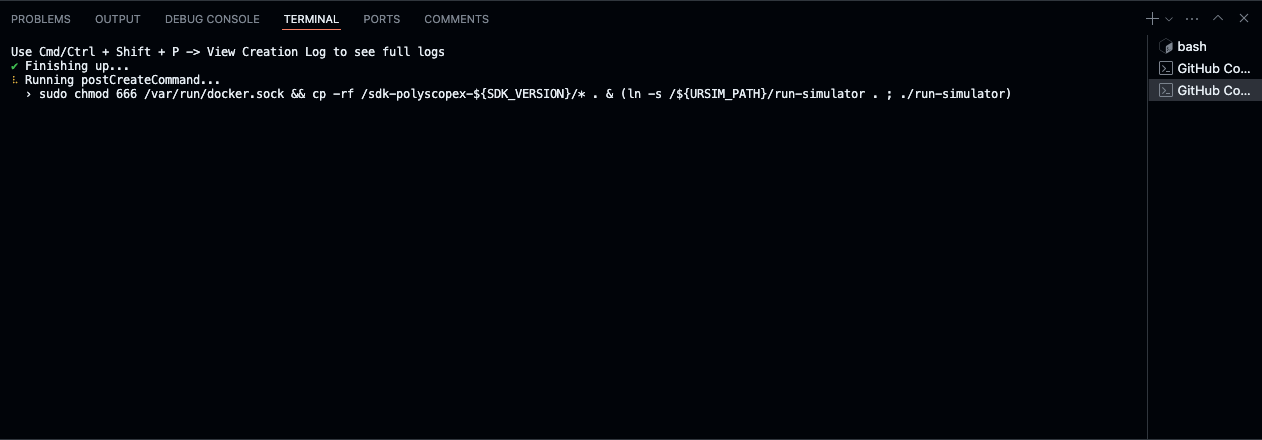 PROBLEMS OUTPUT DEBUG CONSOLE TERMINAL PORTS COMMENTS
Use Cmd/Ctrl + Shift + P -> View Creation Log to see full logs
✔ Finishing up...
⠧ Running postCreateCommand...
› sudo chmod 666 /var/run/docker.sock && cp -rf /sdk-polyscopex-${SDK_VERSION}/* . & (ln -s /${URSIM_PATH}/run-simulator . ; ./run-simulator)
bash
GitHub Co...
GitHub Co...